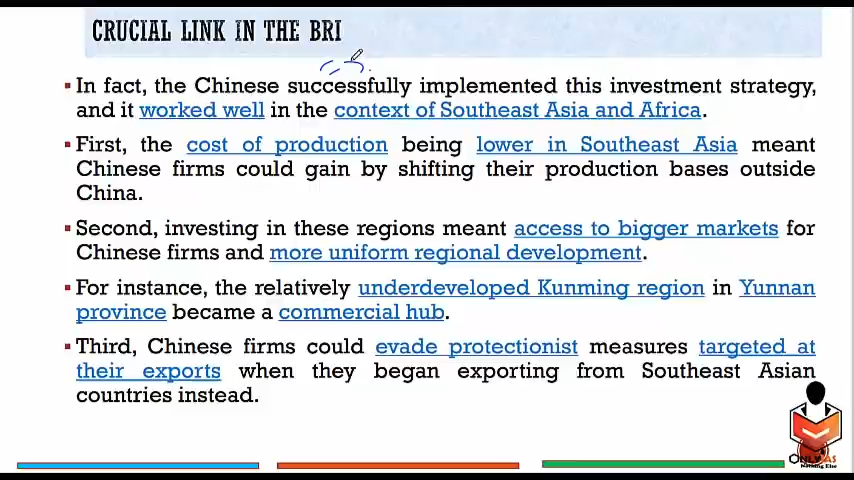 CRUCIAL LINK IN THE BRI
▪ In fact, the Chinese successfully implemented this investment strategy,
and it worked well in the context of Southeast Asia and Africa.
▪ First, the cost of production being lower in Southeast Asia meant
Chinese firms could gain by shifting their production bases outside
China.
▪ Second, investing in these regions meant access to bigger markets for
Chinese firms and more uniform regional development.
▪ For instance, the relatively underdeveloped Kunming region in Yunnan
province became a commercial hub.
▪ Third, Chinese firms could evade protectionist measures targeted at
their exports when they began exporting from Southeast Asian
countries instead.
ONLY IAS
Nothing Else